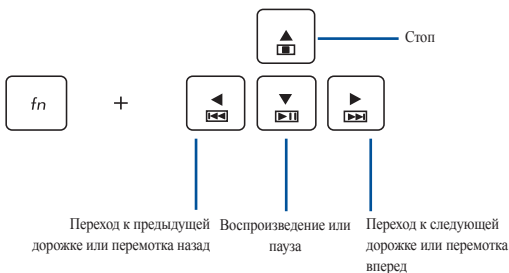 Стоп
fn +
Переход к предыдущей
дорожке или перемотка назад
Воспроизведение или
пауза
Переход к следующей
дорожке или перемотка
вперед